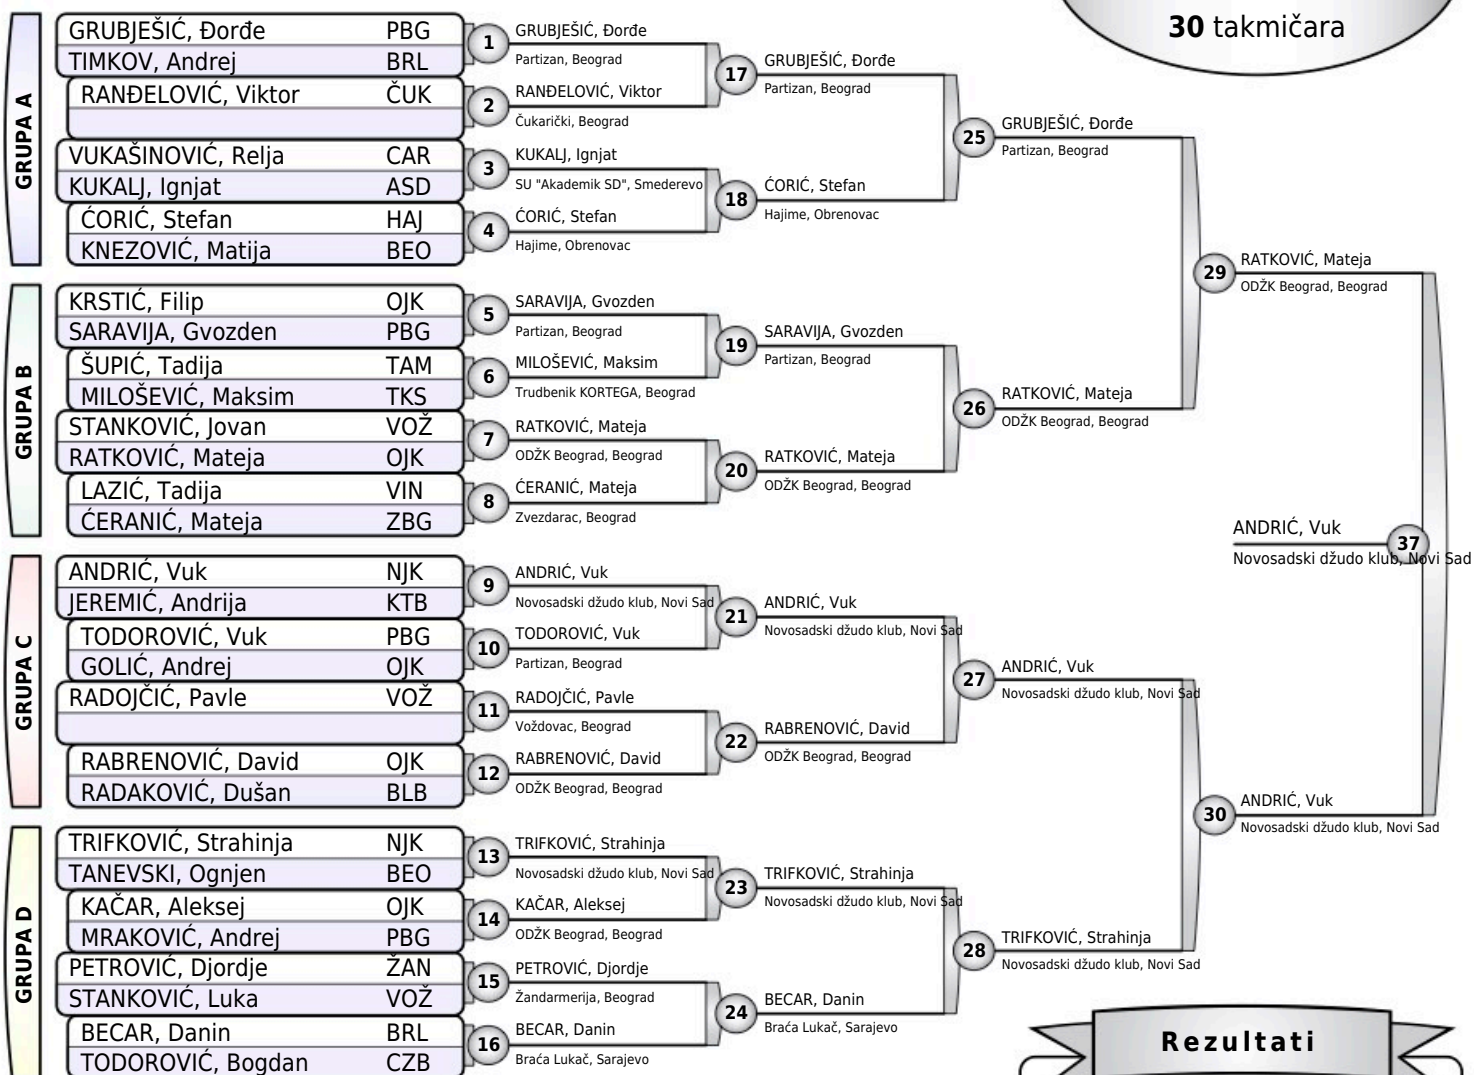 30 takmičara
GRUPA A
GRUBJEŠIĆ, Đorđe PBG
TIMKOV, Andrej BRL
RANĐELOVIĆ, Viktor ČUK
VUKAŠINOVIĆ, Relja CAR
KUKALJ, Ignjat ASD
ĆORIĆ, Stefan HAJ
KNEZOVIĆ, Matija BEO
GRUPA B
KRSTIĆ, Filip OJK
SARAVIJA, Gvozden PBG
ŠUPIĆ, Tadija TAM
MILOŠEVIĆ, Maksim TKS
STANKOVIĆ, Jovan VOŽ
RATKOVIĆ, Mateja OJK
LAZIĆ, Tadija VIN
ĆERANIĆ, Mateja ZBG
GRUPA C
ANDRIĆ, Vuk NJK
JEREMIĆ, Andrija KTB
TODOROVIĆ, Vuk PBG
GOLIĆ, Andrej OJK
RADOJČIĆ, Pavle VOŽ
RABRENOVIĆ, David OJK
RADAKOVIĆ, Dušan BLB
GRUPA D
TRIFKOVIĆ, Strahinja NJK
TANEVSKI, Ognjen BEO
KAČAR, Aleksej OJK
MRAKOVIĆ, Andrej PBG
PETROVIĆ, Djordje ŽAN
STANKOVIĆ, Luka VOŽ
BECAR, Danin BRL
TODOROVIĆ, Bogdan CZB
1 GRUBJEŠIĆ, Đorđe
Partizan, Beograd
2 RANĐELOVIĆ, Viktor
Čukarički, Beograd
3 KUKALJ, Ignjat
SU "Akademik SD", Smederevo
4 ĆORIĆ, Stefan
Hajime, Obrenovac
5 SARAVIJA, Gvozden
Partizan, Beograd
6 MILOŠEVIĆ, Maksim
Trudbenik KORTEGA, Beograd
7 RATKOVIĆ, Mateja
ODŽK Beograd, Beograd
8 ĆERANIĆ, Mateja
Zvezdarac, Beograd
9 ANDRIĆ, Vuk
Novosadski džudo klub, Novi Sad
10 TODOROVIĆ, Vuk
Partizan, Beograd
11 RADOJČIĆ, Pavle
Voždovac, Beograd
12 RABRENOVIĆ, David
ODŽK Beograd, Beograd
13 TRIFKOVIĆ, Strahinja
Novosadski džudo klub, Novi Sad
14 KAČAR, Aleksej
ODŽK Beograd, Beograd
15 PETROVIĆ, Djordje
Žandarmerija, Beograd
16 BECAR, Danin
Braća Lukač, Sarajevo
17 GRUBJEŠIĆ, Đorđe
Partizan, Beograd
18 ĆORIĆ, Stefan
Hajime, Obrenovac
19 SARAVIJA, Gvozden
Partizan, Beograd
20 RATKOVIĆ, Mateja
ODŽK Beograd, Beograd
21 ANDRIĆ, Vuk
Novosadski džudo klub, Novi Sad
22 RABRENOVIĆ, David
ODŽK Beograd, Beograd
23 TRIFKOVIĆ, Strahinja
Novosadski džudo klub, Novi Sad
24 BECAR, Danin
Braća Lukač, Sarajevo
25 GRUBJEŠIĆ, Đorđe
Partizan, Beograd
26 RATKOVIĆ, Mateja
ODŽK Beograd, Beograd
27 ANDRIĆ, Vuk
Novosadski džudo klub, Novi Sad
28 TRIFKOVIĆ, Strahinja
Novosadski džudo klub, Novi Sad
29 RATKOVIĆ, Mateja
ODŽK Beograd, Beograd
30 ANDRIĆ, Vuk
Novosadski džudo klub, Novi Sad
ANDRIĆ, Vuk 37
Novosadski džudo klub, Novi Sad
Rezultati